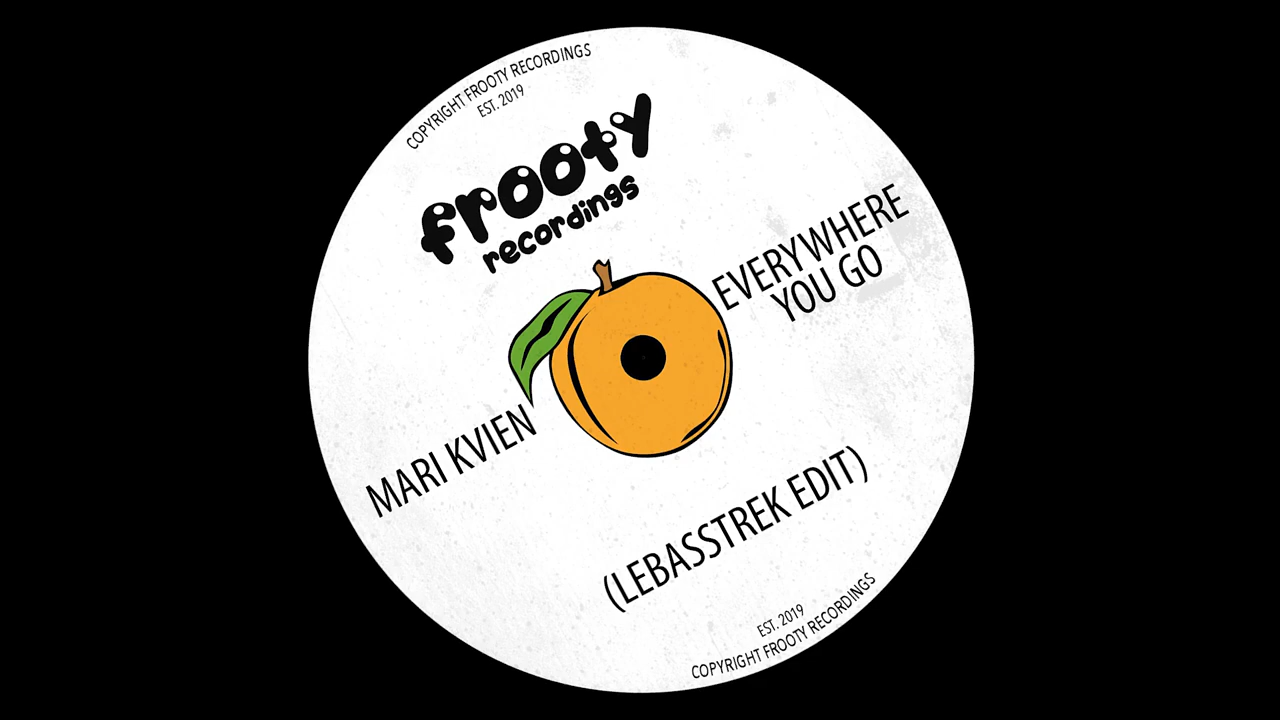 COPYRIGHT FROOTY RECORDINGS
EST. 2019
frooty
recordings
EVERYWHERE
YOU GO
MARI KVIEN
(LEBASSTREK EDIT)
EST. 2019
COPYRIGHT FROOTY RECORDINGS